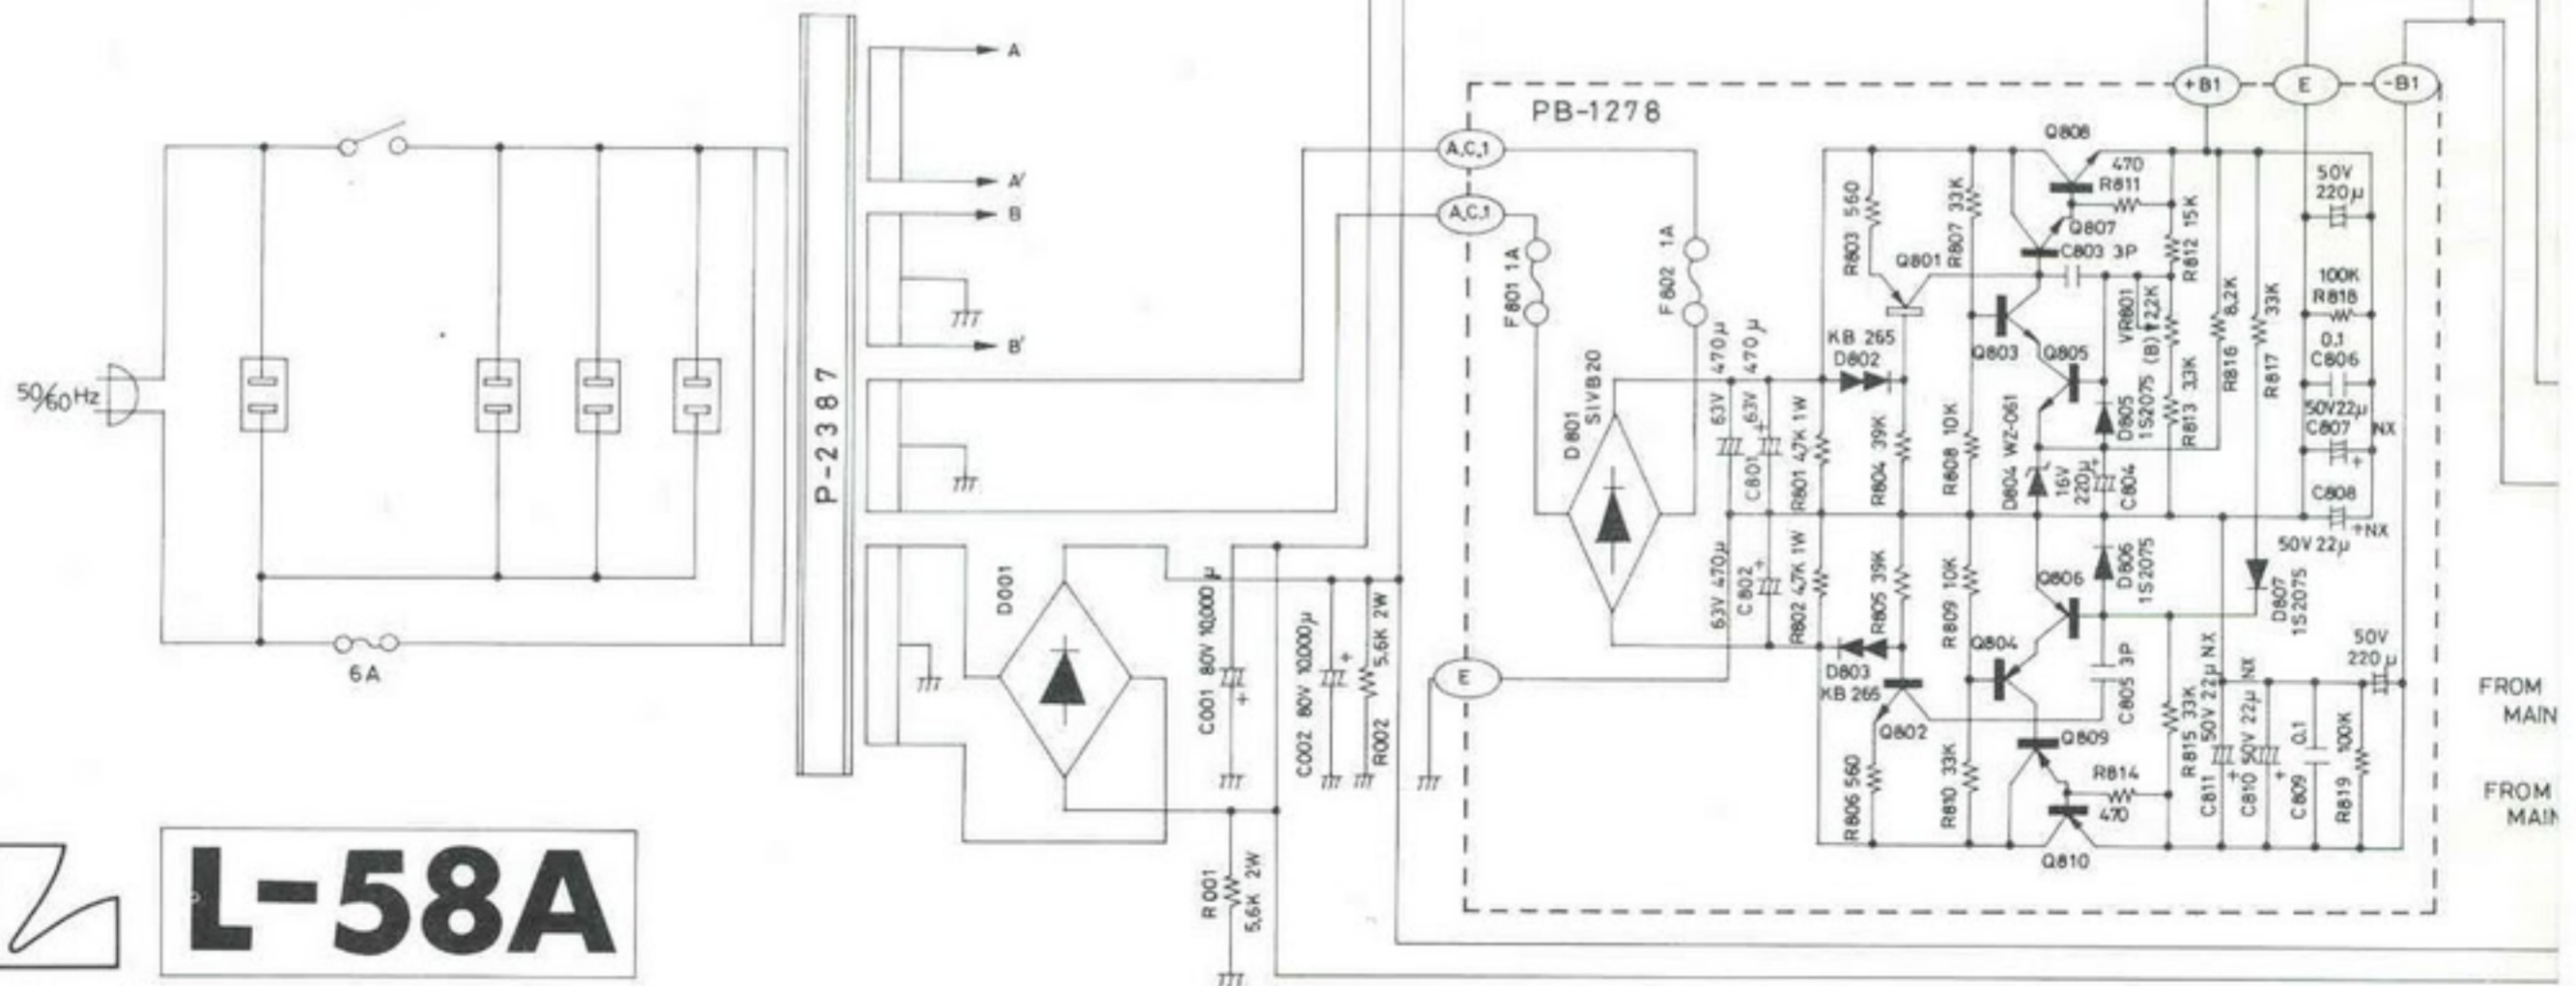 50/60Hz
6A
P-2387
A
A'
B
B'
D001
C001 80V 10,000µ
C002 80V 10,000µ
R002 5.6K 2W
R001
5,6K 2W
L-58A
PB-1278
A.C.1
A.C.1
E
F801 1A
F802 1A
D801
S1VB20
63V 470µ
C801 63V 470µ
63V 470µ
C802
R801 4.7K 1W
R802 4.7K 1W
R803 560
Q801
KB 265
D802
R804 39K
R805 39K
D803
KB 265
Q802
R806 560
R807 33K
R808 10K
R809 10K
R810 33K
Q808
470
R811
Q807
C803 3P
Q803
Q805
D804 WZ-061
16V
220µ
C804
VR801
(B) 2.2K
D805
1S2075
R812 15K
R813 3.3K
R816 8.2K
R817 33K
Q806
D806
1S2075
Q804
C805 3P
Q809
R814
470
Q810
R815 33K
D807
1S2075
C811 50V 22µ NX
C810 50V 22µ NX
C809 0.1
R819 100K
50V
220µ
+B1
E
-B1
50V
220µ
100K
R818
0.1
C806
50V22µ
C807
NX
C808
+NX
50V 22µ
FROM
MAIN
FROM
MAIN